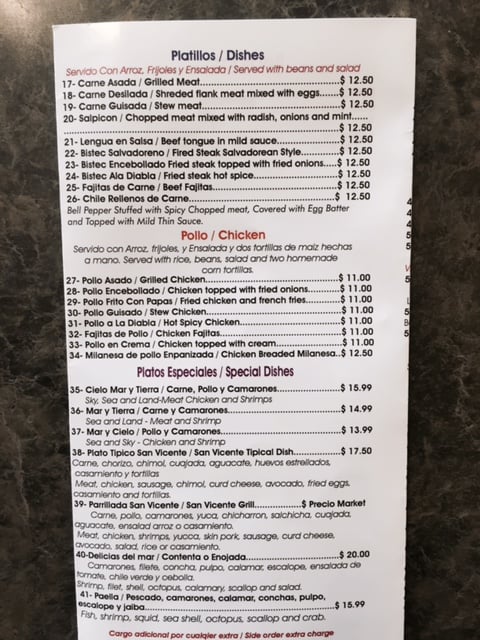 Platillos / Dishes
Servido Con Arroz, Frijoles y Ensalada / Served with beans and salad
17- Carne Asada / Grilled Meat..............................................$ 12.50
18- Carne Desilada / Shreded flank meat mixed with eggs.......$ 12.50
19- Carne Guisada / Stew meat.............................................$ 12.50
20- Salpicon / Chopped meat mixed with radish, onions and mint......
....................................................................................$ 12.50
21- Lengua en Salsa / Beef tongue in mild sauce...................$ 12.50
22- Bistec Salvadoreno / Fired Steak Salvadorean Style...........$ 12.50
23- Bistec Encebollado Fried steak topped with fried onions.....$ 12.50
24- Bistec Ala Diabla / Fried steak hot spice..........................$ 12.50
25- Fajitas de Carne / Beef Fajitas........................................$ 12.50
26- Chile Rellenos de Carne................................................$ 12.50
Bell Pepper Stuffed with Spicy Chopped meat, Covered with Egg Batter
and Topped with Mild Thin Sauce.
Pollo / Chicken
Servido con Arroz, frijoles, y Ensalada y dos tortillas de maiz hechas
a mano. Served with rice, beans, salad and two homemade
corn tortillas.
27- Pollo Asado / Grilled Chicken.........................................$ 11.00
28- Pollo Encebollado / Chicken topped with fried onions........$ 11.00
29- Pollo Frito Con Papas / Fried chicken and french fries.........$ 11.00
30- Pollo Guisado / Stew Chicken.........................................$ 11.00
31- Pollo a La Diabla / Hot Spicy Chicken...............................$ 11.00
32- Fajitas de Pollo / Chicken Fajitas.....................................$ 11.00
33- Pollo en Crema / Chicken topped with cream...................$ 11.00
34- Milanesa de pollo Enpanizada / Chicken Breaded Milanesa..$ 12.50
Platos Especiales / Special Dishes
35- Cielo Mar y Tierra / Carne, Pollo y Camarones...................$ 15.99
Sky, Sea and Land-Meat Chicken and Shrimps
36- Mar y Tierra / Carne y Camarones...................................$ 14.99
Sea and Land - Meat and Shrimp
37- Mar y Cielo / Pollo y Camarones.....................................$ 13.99
Sea and Sky - Chicken and Shrimp
38- Plato Tipico San Vicente / San Vicente Tipical Dish..............$ 17.50
Carne, chorizo, chimol, cuajada, aguacate, huevos estrellados,
casamiento y tortillas
Meat, chicken, sausage, chimol, curd cheese, avocado, fried eggs,
casamiento and tortillas.
39- Parrillada San Vicente / San Vicente Grill...............$ Precio Market
Carne, pollo, camarones, yuca, chicharron, salchicha, cuajada,
aguacate, ensalad arroz o casamiento.
Meat, chicken, shrimps, yucca, skin pork, sausage, curd cheese,
avocado, salad, rice or casamiento.
40-Delicias del mar / Contenta o Enojada..............................$ 20.00
Camarones, filete, concha, pulpo, calamar, escalope, ensalada de
tomate, chile verde y cebolla.
Shrimp, filet, shell, octopus, calamary, scallop and salad.
41- Paella / Pescado, camarones, calamar, conchas, pulpo,
escalope y jaiba..............................................................$ 15.99
Fish, shrimp, squid, sea shell, octopus, scallop and crab.
Cargo adicional por cualqier extra / Side order extra charge